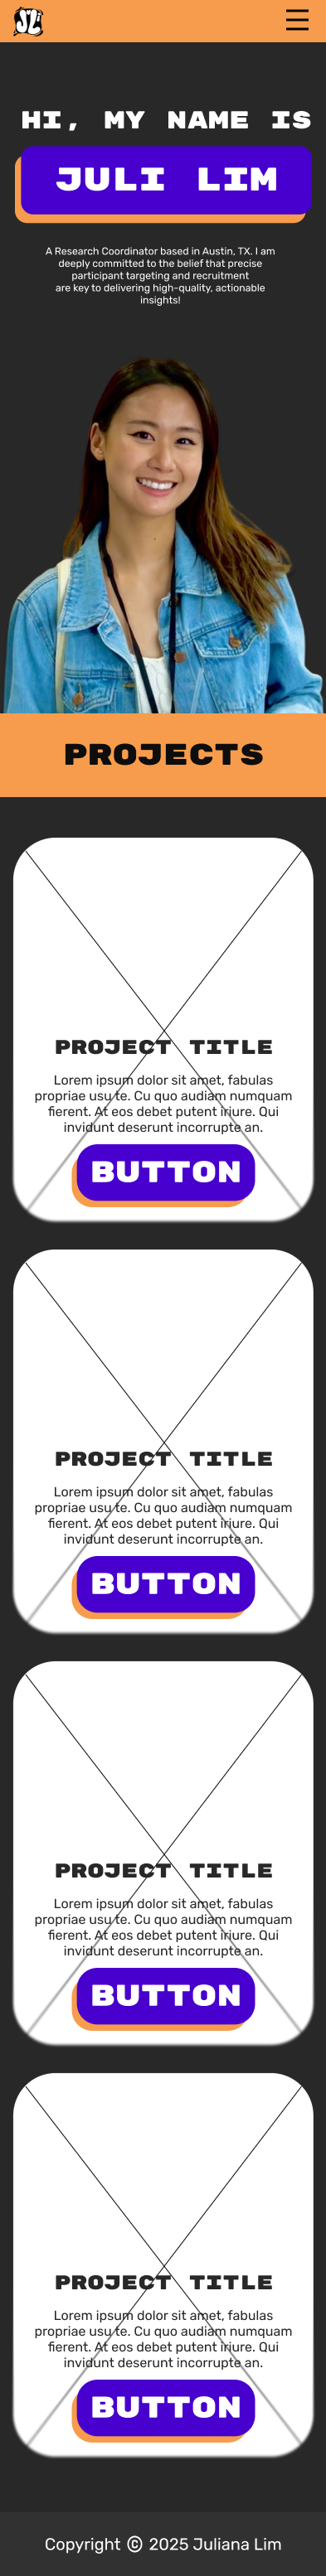 JL
HI, MY NAME IS
JULI LIM
A Research Coordinator based in Austin, TX. I am
deeply committed to the belief that precise
participant targeting and recruitment
are key to delivering high-quality, actionable
insights!
PROJECTS
PROJECT TITLE
Lorem ipsum dolor sit amet, fabulas
propriae usu te. Cu quo audiam numquam
fierent. At eos debet putent iriure. Qui
invidunt deserunt incorrupte an.
BUTTON
PROJECT TITLE
Lorem ipsum dolor sit amet, fabulas
propriae usu te. Cu quo audiam numquam
fierent. At eos debet putent iriure. Qui
invidunt deserunt incorrupte an.
BUTTON
PROJECT TITLE
Lorem ipsum dolor sit amet, fabulas
propriae usu te. Cu quo audiam numquam
fierent. At eos debet putent iriure. Qui
invidunt deserunt incorrupte an.
BUTTON
PROJECT TITLE
Lorem ipsum dolor sit amet, fabulas
propriae usu te. Cu quo audiam numquam
fierent. At eos debet putent iriure. Qui
invidunt deserunt incorrupte an.
BUTTON
Copyright © 2025 Juliana Lim